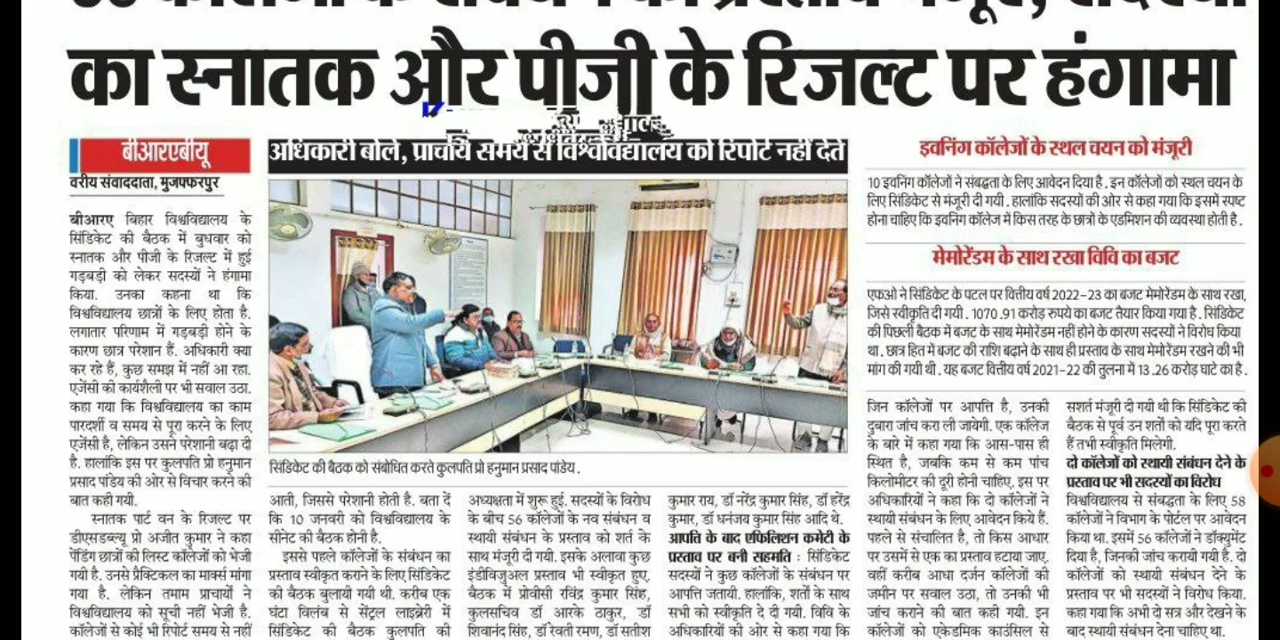 का स्नातक और पीजी के रिजल्ट पर हंगामा
बीआरएबीयू
वरीय संवाददाता, मुजफ्फरपुर
बीआरए बिहार विश्वविद्यालय के
सिंडिकेट की बैठक में बुधवार को
स्नातक और पीजी के रिजल्ट में हुई
गड़बड़ी को लेकर सदस्यों ने हंगामा
किया. उनका कहना था कि
विश्वविद्यालय छात्रों के लिए होता है.
लगातार परिणाम में गड़बड़ी होने के
कारण छात्र परेशान हैं. अधिकारी क्या
कर रहे हैं, कुछ समझ में नहीं आ रहा.
एजेंसी की कार्यशैली पर भी सवाल उठा.
कहा गया कि विश्वविद्यालय का काम
पारदर्शी व समय से पूरा करने के लिए
एजेंसी है, लेकिन उसने परेशानी बढ़ा दी
है. हालांकि इस पर कुलपति प्रो हनुमान
प्रसाद पांडेय की ओर से विचार करने की
बात कही गयी.
स्नातक पार्ट वन के रिजल्ट पर
डीएसडब्ल्यू प्रो अजीत कुमार ने कहा
पेंडिंग छात्रों की लिस्ट कॉलेजों को भेजी
गयी है. उनसे प्रैक्टिकल का मार्क्स मांगा
गया है. लेकिन तमाम प्राचार्यों ने
विश्वविद्यालय को सूची नहीं भेजी है.
कॉलेजों से कोई भी रिपोर्ट समय से नहीं
अधिकारी बोले, प्राचार्य समय से विश्वविद्यालय को रिपोर्ट नहीं देते
सिंडिकेट की बैठक को संबोधित करते कुलपति प्रो हनुमान प्रसाद पांडेय.
आती, जिससे परेशानी होती है. बता दें
कि 10 जनवरी को विश्वविद्यालय के
सीनेट की बैठक होनी है.
इससे पहले कॉलेजों के संबंधन का
प्रस्ताव स्वीकृत कराने के लिए सिंडिकेट
की बैठक बुलायी गयी थी. करीब एक
घंटा विलंब से सेंट्रल लाइब्रेरी में
सिंडिकेट की बैठक कुलपति की
अध्यक्षता में शुरू हुई. सदस्यों के विरोध
के बीच 56 कॉलेजों के नव संबंधन व
स्थायी संबंधन के प्रस्ताव को शर्त के
साथ मंजूरी दी गयी. इसके अलावा कुछ
इंडीविजुअल प्रस्ताव भी स्वीकृत हुए.
बैठक में प्रोवीसी रविंद्र कुमार सिंह,
कुलसचिव डॉ आरके ठाकुर, डॉ
शिवानंद सिंह, डॉ रेवती रमण, डॉ सतीश
कुमार राय, डॉ नरेंद्र कुमार सिंह, डॉ हरेंद्र
कुमार, डॉ धनंजय कुमार सिंह आदि थे.
आपत्ति के बाद एफिलिशन कमेटी के
प्रस्ताव पर बनी सहमति : सिंडिकेट
सदस्यों ने कुछ कॉलेजों के संबंधन पर
आपत्ति जतायी. हालांकि, शर्तों के साथ
सभी को स्वीकृति दे दी गयी. विवि के
अधिकारियों की ओर से कहा गया कि
इवनिंग कॉलेजों के स्थल चयन को मंजूरी
10 इवनिंग कॉलेजों ने संबद्धता के लिए आवेदन दिया है. इन कॉलेजों को स्थल चयन के
लिए सिंडिकेट से मंजूरी दी गयी. हालांकि सदस्यों की ओर से कहा गया कि इसमें स्पष्ट
होना चाहिए कि इवनिंग कॉलेज में किस तरह के छात्रों के एडमिशन की व्यवस्था होती है.
मेमोरेंडम के साथ रखा विवि का बजट
एफओ ने सिंडिकेट के पटल पर वित्तीय वर्ष 2022-23 का बजट मेमोरेंडम के साथ रखा,
जिसे स्वीकृति दी गयी. 1070.91 करोड़ रुपये का बजट तैयार किया गया है. सिंडिकेट
की पिछली बैठक में बजट के साथ मेमोरेंडम नहीं होने के कारण सदस्यों ने विरोध किया
था. छात्र हित में बजट की राशि बढ़ाने के साथ ही प्रस्ताव के साथ मेमोरेंडम रखने की भी
मांग की गयी थी. यह बजट वित्तीय वर्ष 2021-22 की तुलना में 13.26 करोड़ घाटे का है.
जिन कॉलेजों पर आपत्ति है, उनकी
दुबारा जांच करा ली जायेगी. एक कॉलेज
के बारे में कहा गया कि आस-पास ही
स्थित है, जबकि कम से कम पांच
किलोमीटर की दूरी होनी चाहिए. इस पर
अधिकारियों ने कहा कि दो कॉलेजों ने
स्थायी संबंधन के लिए आवेदन किये हैं.
पहले से संचालित है, तो किस आधार
पर उसमें से एक का प्रस्ताव हटाया जाए.
वहीं करीब आधा दर्जन कॉलेजों की
जमीन पर सवाल उठा, तो उनकी भी
जांच कराने की बात कही गयी. इन
कॉलेजों को एकेडमिक काउंसिल से
सशर्त मंजूरी दी गयी थी कि सिंडिकेट की
बैठक से पूर्व उन शर्तों को यदि पूरा करते
हैं तभी स्वीकृति मिलेगी.
दो कॉलेजों को स्थायी संबंधन देने के
प्रस्ताव पर भी सदस्यों का विरोध
विश्वविद्यालय से संबद्धता के लिए 58
कॉलेजों ने विभाग के पोर्टल पर आवेदन
किया था. इसमें 56 कॉलेजों ने डॉक्यूमेंट
दिया है, जिनकी जांच करायी गयी है. दो
कॉलेजों को स्थायी संबंधन देने के
प्रस्ताव पर भी सदस्यों ने विरोध किया.
कहा गया कि अभी दो सत्र और देखने के
बाद स्थायी संबंधन देना चाहिए था.